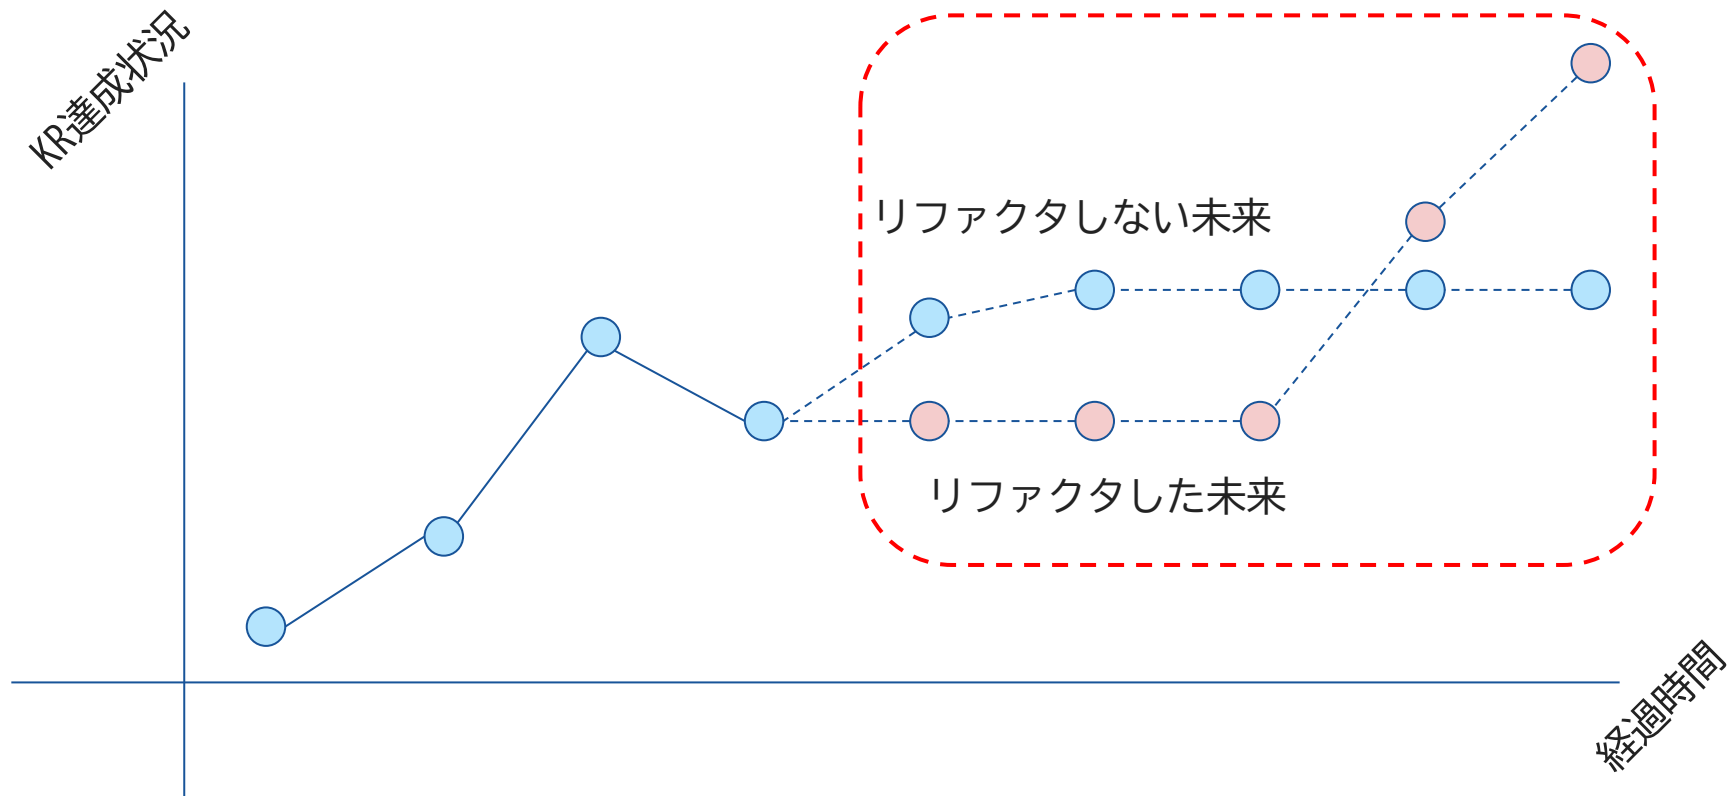 KR達成状況
リファクタしない未来
リファクタした未来
経過時間